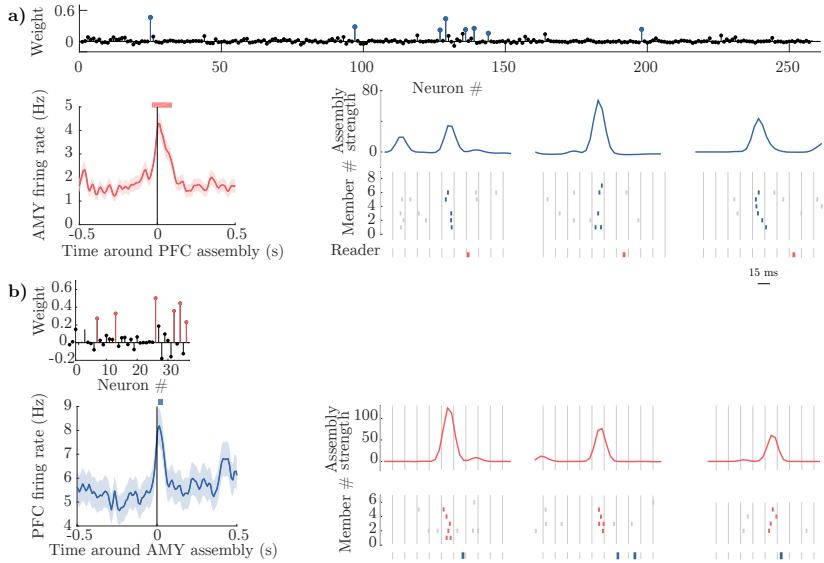 a)
Weight
0.6
0
0
50
100
150
200
250
Neuron #
AMY firing rate (Hz)
5
4
3
2
1
0
-0.5
0
0.5
Time around PFC assembly (s)
Assembly
strength
80
0
Member #
8
6
4
2
0
Reader
15 ms
b)
Weight
0.6
0.4
0.2
0
-0.2
0
10
20
30
Neuron #
PFC firing rate (Hz)
9
8
7
6
5
4
-0.5
0
0.5
Time around AMY assembly (s)
Assembly
strength
100
50
0
Member #
6
4
2
0